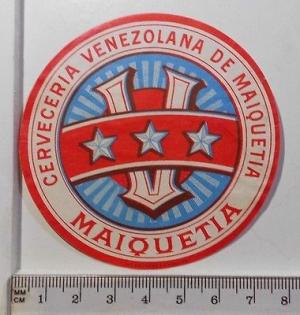 CERVECERIA VENEZOLANA DE MAIQUETIA
V
MAIQUETIA
MM
CM 1 2 3 4 5 6 7 8